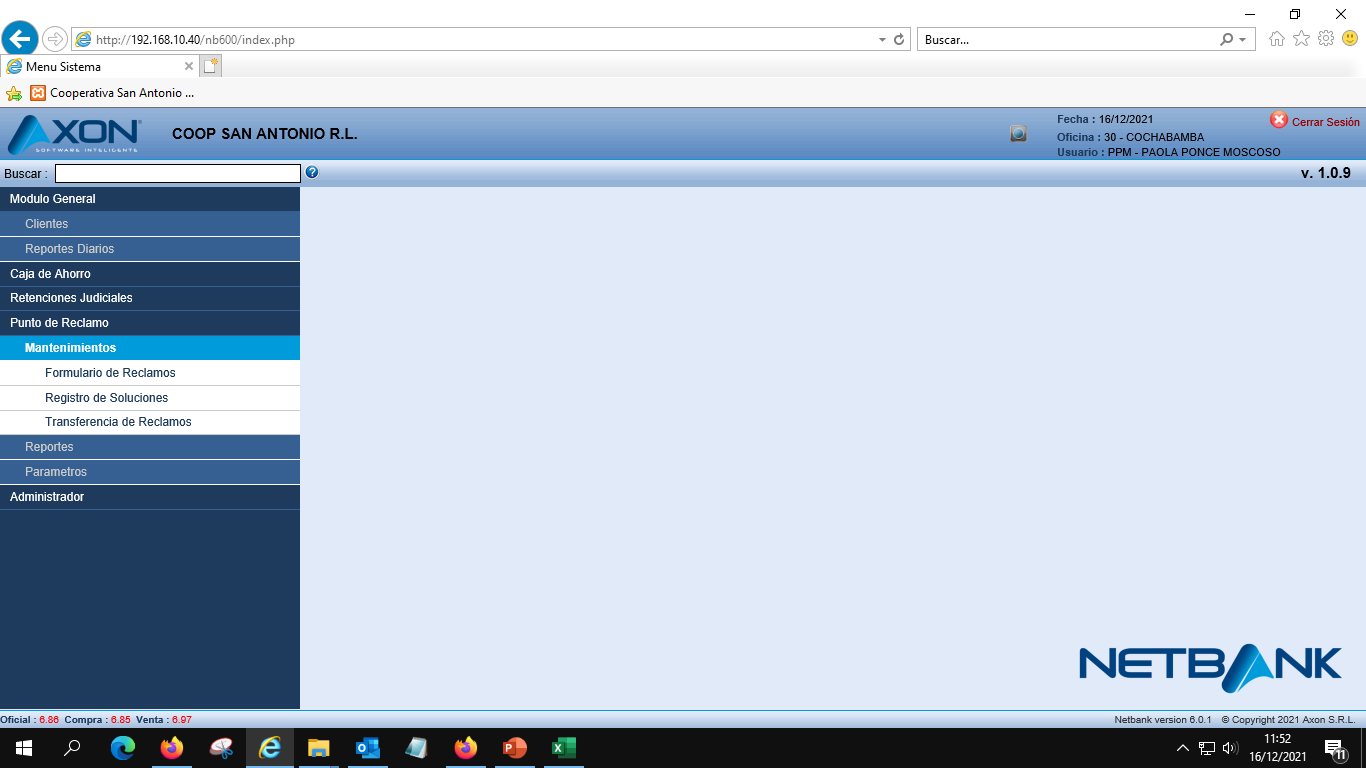 http://192.168.10.40/nb600/index.php
Buscar...
Menu Sistema
Cooperativa San Antonio ...
AXON
SOFTWARE INTELIGENTE
COOP SAN ANTONIO R.L.
Fecha : 16/12/2021
Oficina : 30 - COCHABAMBA
Usuario : PPM - PAOLA PONCE MOSCOSO
Cerrar Sesión
Buscar :
v. 1.0.9
Modulo General
Clientes
Reportes Diarios
Caja de Ahorro
Retenciones Judiciales
Punto de Reclamo
Mantenimientos
Formulario de Reclamos
Registro de Soluciones
Transferencia de Reclamos
Reportes
Parametros
Administrador
NETBANK
Oficial : 6.86 Compra : 6.85 Venta : 6.97
Netbank version 6.0.1 © Copyright 2021 Axon S.R.L.
11:52
16/12/2021
11